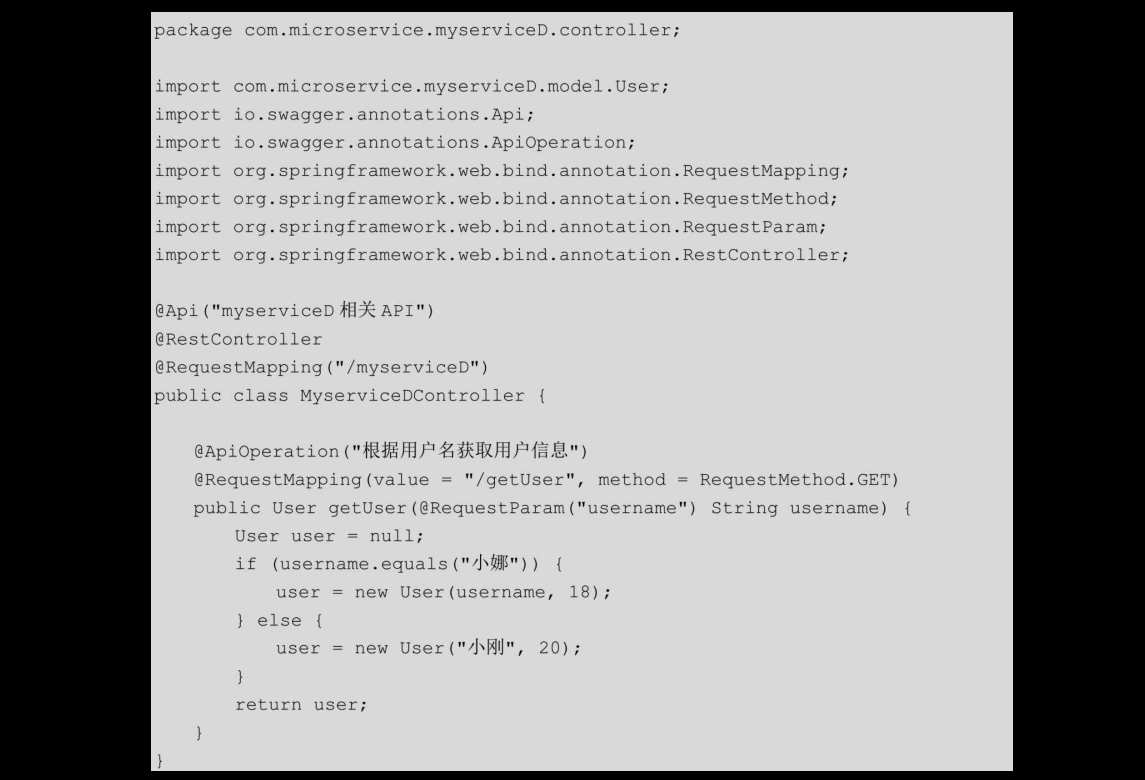 package com.microservice.myserviceD.controller;
import com.microservice.myserviceD.model.User;
import io.swagger.annotations.Api;
import io.swagger.annotations.ApiOperation;
import org.springframework.web.bind.annotation.RequestMapping;
import org.springframework.web.bind.annotation.RequestMethod;
import org.springframework.web.bind.annotation.RequestParam;
import org.springframework.web.bind.annotation.RestController;
@Api("myserviceD 相关 API")
@RestController
@RequestMapping("/myserviceD")
public class MyserviceDController {
@ApiOperation("根据用户名获取用户信息")
@RequestMapping(value = "/getUser", method = RequestMethod.GET)
public User getUser(@RequestParam("username") String username) {
User user = null;
if (username.equals("小娜")) {
user = new User(username, 18);
} else {
user = new User("小刚", 20);
}
return user;
}
}